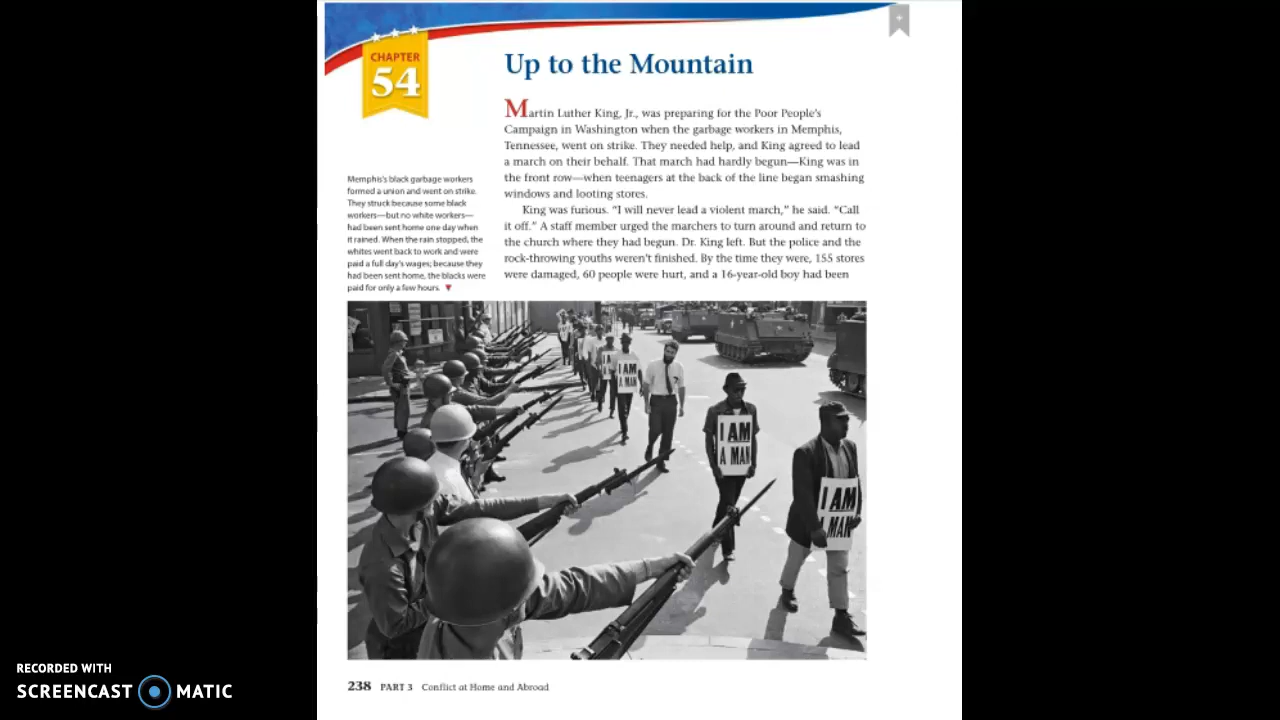 CHAPTER
54
Up to the Mountain
Martin Luther King, Jr., was preparing for the Poor People's
Campaign in Washington when the garbage workers in Memphis,
Tennessee, went on strike. They needed help, and King agreed to lead
a march on their behalf. That march had hardly begun—King was in
the front row—when teenagers at the back of the line began smashing
windows and looting stores.
King was furious. "I will never lead a violent march," he said. "Call
it off." A staff member urged the marchers to turn around and return to
the church where they had begun. Dr. King left. But the police and the
rock-throwing youths weren't finished. By the time they were, 155 stores
were damaged, 60 people were hurt, and a 16-year-old boy had been
Memphis's black garbage workers
formed a union and went on strike.
They struck because some black
workers—but no white workers—
had been sent home one day when
it rained. When the rain stopped, the
whites went back to work and were
paid a full day's wages; because they
had been sent home, the blacks were
paid for only a few hours. ▼
I AM
A MAN
I AM
A MAN
I AM
A MAN
238 PART 3 Conflict at Home and Abroad
RECORDED WITH
SCREENCAST MATIC